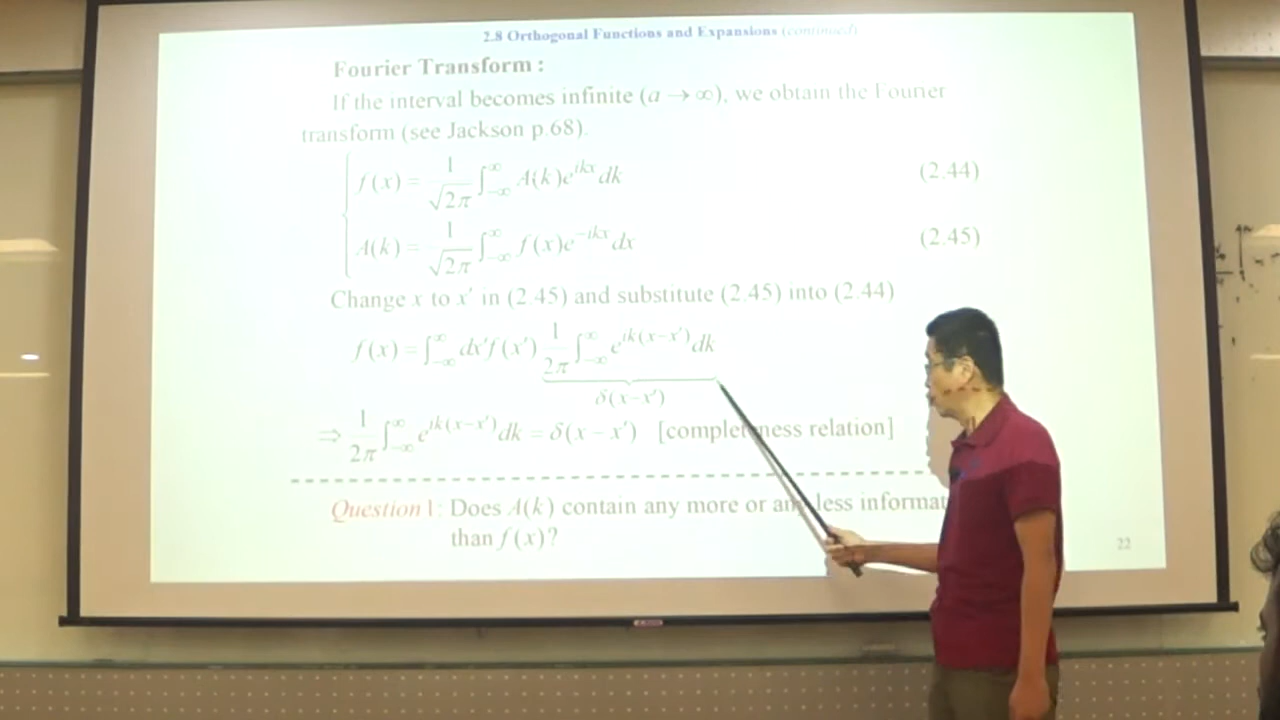 2.8 Orthogonal Functions and Expansions (continued)
Fourier Transform :
If the interval becomes infinite (a → ∞), we obtain the Fourier
transform (see Jackson p.68).
f(x) = 1/√2π ∫_{-∞}^{∞} A(k)e^{ikx} dk (2.44)
A(k) = 1/√2π ∫_{-∞}^{∞} f(x)e^{-ikx} dx (2.45)
Change x to x′ in (2.45) and substitute (2.45) into (2.44)
f(x) = ∫_{-∞}^{∞} dx′f(x′) 1/2π ∫_{-∞}^{∞} e^{ik(x-x′)} dk
δ(x-x′)
⇒ 1/2π ∫_{-∞}^{∞} e^{ik(x-x′)} dk = δ(x - x′) [completeness relation]
Question 1: Does A(k) contain any more or any less
than f(x)?
22